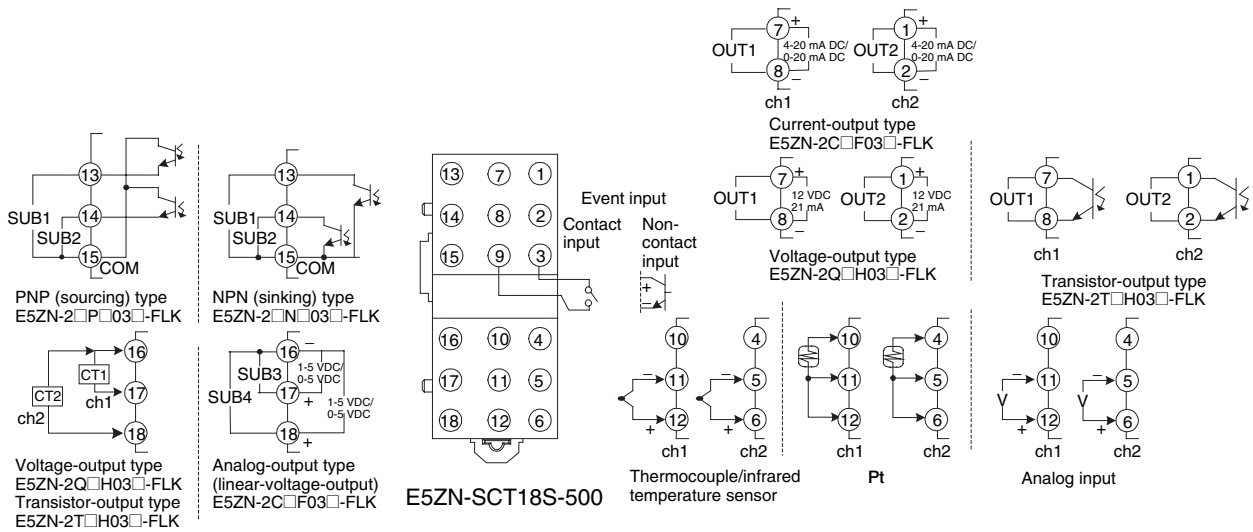 7
+
OUT1
4-20 mA DC/
0-20 mA DC
8
−
ch1
1
+
OUT2
4-20 mA DC/
0-20 mA DC
2
−
ch2
Current-output type
E5ZN-2C□F03□-FLK
13
14
SUB1
SUB2
15
COM
PNP (sourcing) type
E5ZN-2□P□03□-FLK
13
14
SUB1
SUB2
15
COM
NPN (sinking) type
E5ZN-2□N□03□-FLK
13 7 1
14 8 2
15 9 3
16 10 4
17 11 5
18 12 6
E5ZN-SCT18S-500
Event input
Contact
input
Non-
contact
input
+
−
7
+
OUT1
12 VDC
21 mA
8
−
1
+
OUT2
12 VDC
21 mA
2
−
Voltage-output type
E5ZN-2Q□H03□-FLK
7
OUT1
8
ch1
1
OUT2
2
ch2
Transistor-output type
E5ZN-2T□H03□-FLK
16
CT1
17
CT2
ch1
ch2
18
Voltage-output type
E5ZN-2Q□H03□-FLK
Transistor-output type
E5ZN-2T□H03□-FLK
16
−
1-5 VDC/
0-5 VDC
SUB3
17
+
SUB4
1-5 VDC/
0-5 VDC
18
+
Analog-output type
(linear-voltage-output)
E5ZN-2C□F03□-FLK
10
−
11
12
+
ch1
4
−
5
6
+
ch2
Thermocouple/infrared
temperature sensor
10
11
12
ch1
4
5
6
ch2
Pt
10
−
11
V
12
+
ch1
4
−
5
V
6
+
ch2
Analog input